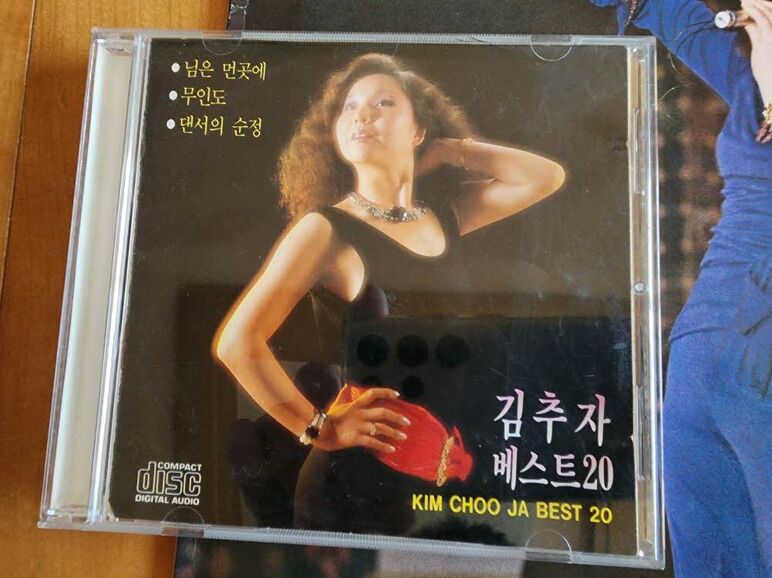 • 님은 먼곳에
• 무인도
• 댄서의 순정
김추자
베스트20
KIM CHOO JA BEST 20
COMPACT
disc
DIGITAL AUDIO